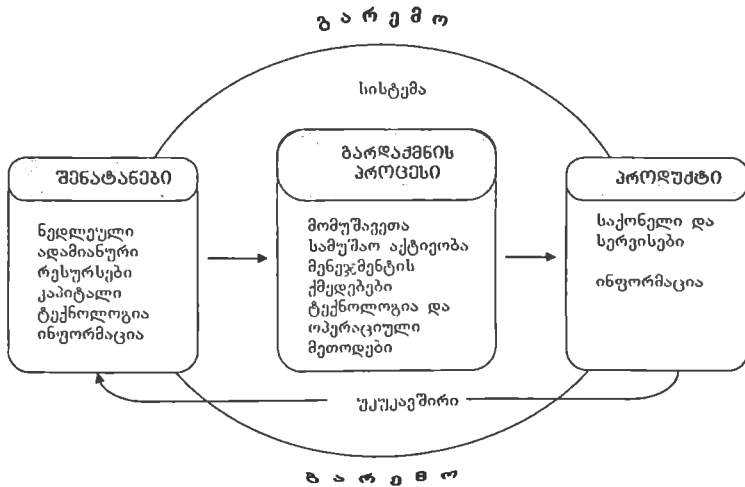 გარემო
სისტემა
შენატანები
ნედლეული
ადამიანური
რესურსები
კაპიტალი
ტექნოლოგია
ინფორმაცია
გარდაქმნის
პროცესი
მომუშავეთა
სამუშაო აქტივობა
მენეჯმენტის
ქმედებები
ტექნოლოგია და
ოპერაციული
მეთოდები
პროდუქტი
საქონელი და
სერვისები
ინფორმაცია
უკუკავშირი
გარემო